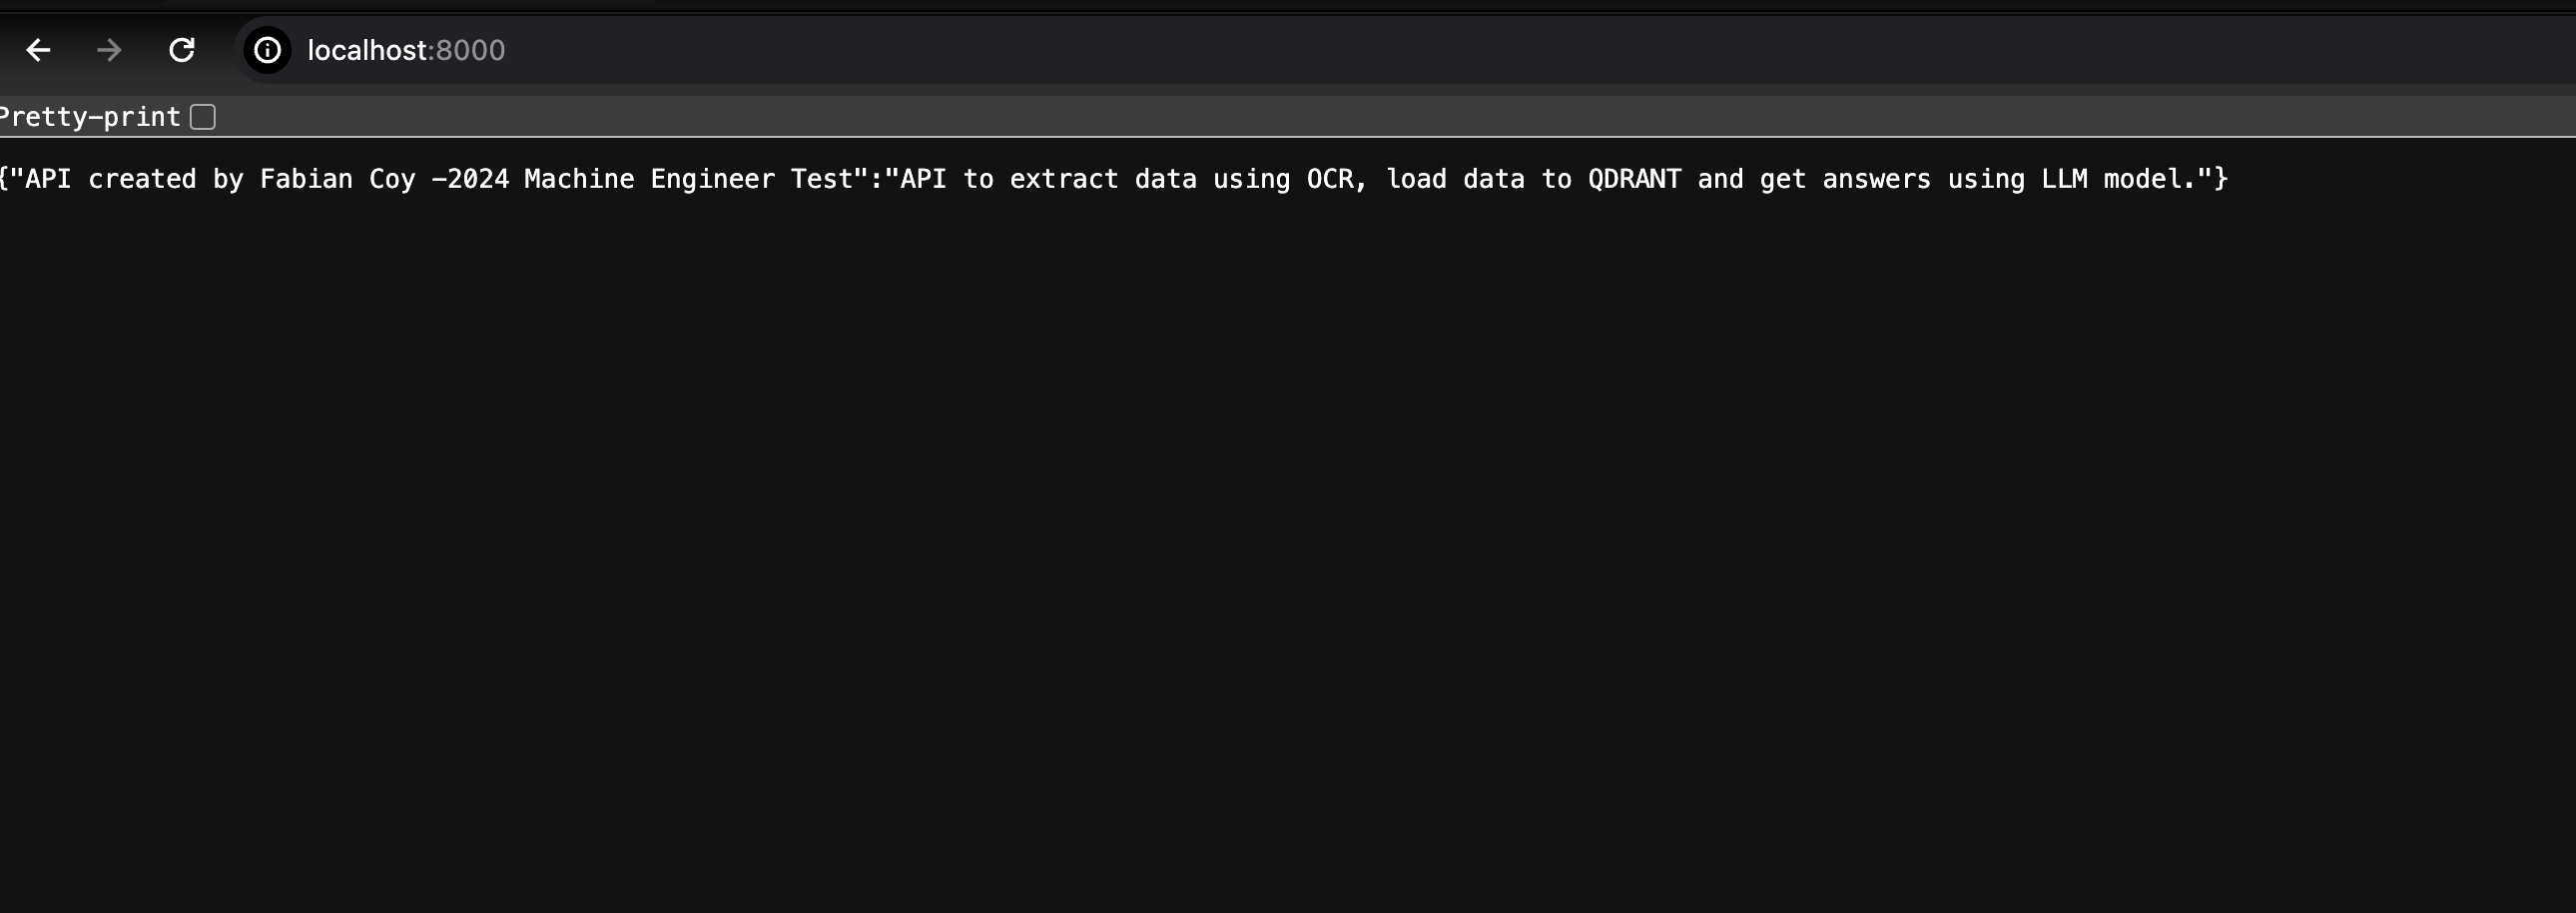 localhost:8000
Pretty-print
{"API created by Fabian Coy -2024 Machine Engineer Test":"API to extract data using OCR, load data to QDRANT and get answers using LLM model."}